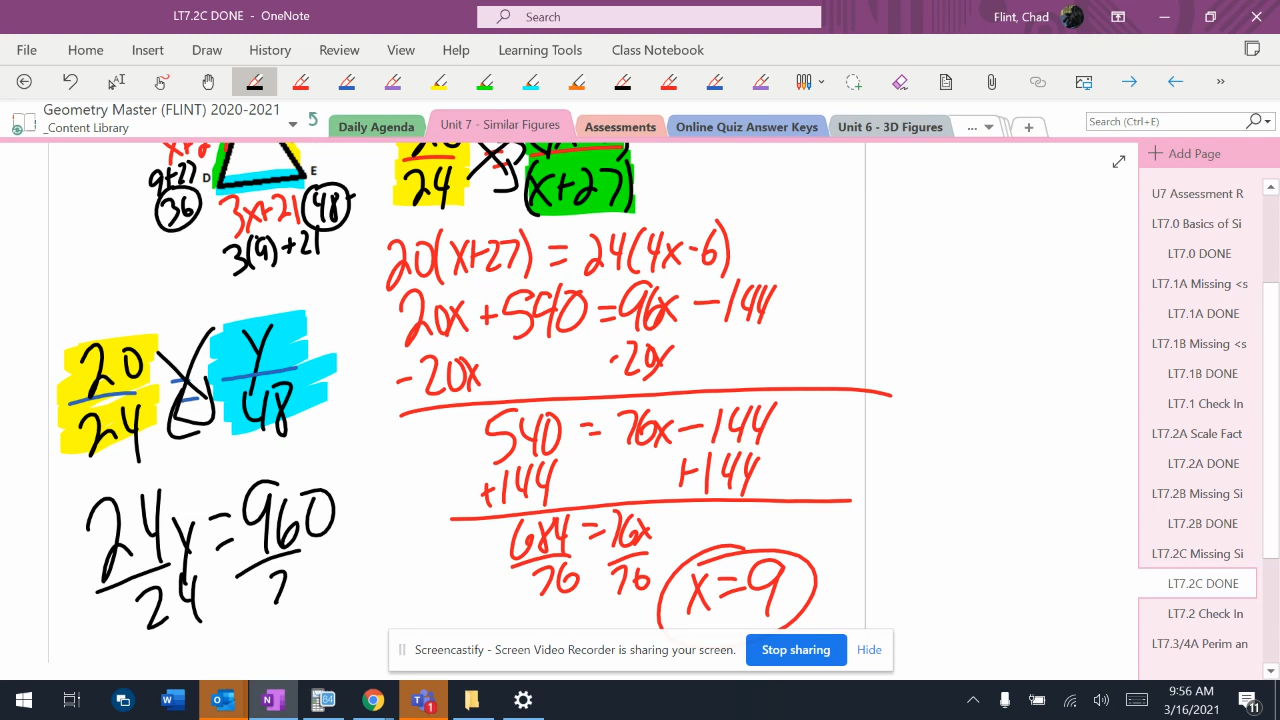 LT7.2C DONE - OneNote
Search
Flint, Chad
File Home Insert Draw History Review View Help Learning Tools Class Notebook
Geometry Master (FLINT) 2020-2021
_Content Library
Daily Agenda
Unit 7 - Similar Figures
Assessments
Online Quiz Answer Keys
Unit 6 - 3D Figures
...
Search (Ctrl+E)
Add Page
U7 Assessment R
LT7.0 Basics of Si
LT7.0 DONE
LT7.1A Missing <s
LT7.1A DONE
LT7.1B Missing <s
LT7.1B DONE
LT7.1 Check In
LT7.2A Scale Fact
LT7.2A DONE
LT7.2B Missing Si
LT7.2B DONE
LT7.2C Missing Si
LT7.2C DONE
LT7.2 Check In
LT7.3/4A Perim an
9+27
36
D
E
3x+21
48
3(9)+21
24
(x+27)
20(x+27) = 24(4x-6)
20x+540=96x-144
-20x -20x
540 = 76x-144
+144 +144
684=76x
76 76
x=9
20 = y
24 48
24y=960
24 2
Screencastify - Screen Video Recorder is sharing your screen.
Stop sharing
Hide
9:56 AM
3/16/2021
11
84
1